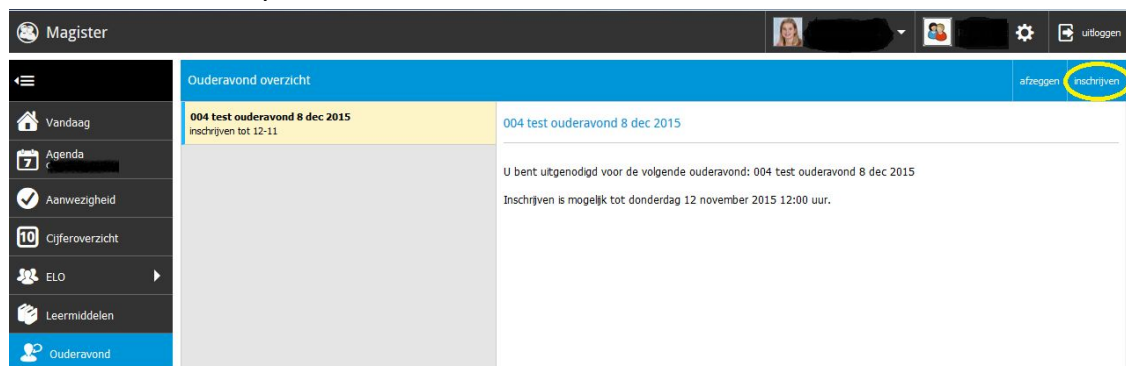 Magister
uitloggen
Ouderavond overzicht
afzeggen
inschrijven
Vandaag
7 Agenda
Aanwezigheid
10 Cijferoverzicht
ELO
Leermiddelen
Ouderavond
004 test ouderavond 8 dec 2015
inschrijven tot 12-11
004 test ouderavond 8 dec 2015
U bent uitgenodigd voor de volgende ouderavond: 004 test ouderavond 8 dec 2015
Inschrijven is mogelijk tot donderdag 12 november 2015 12:00 uur.